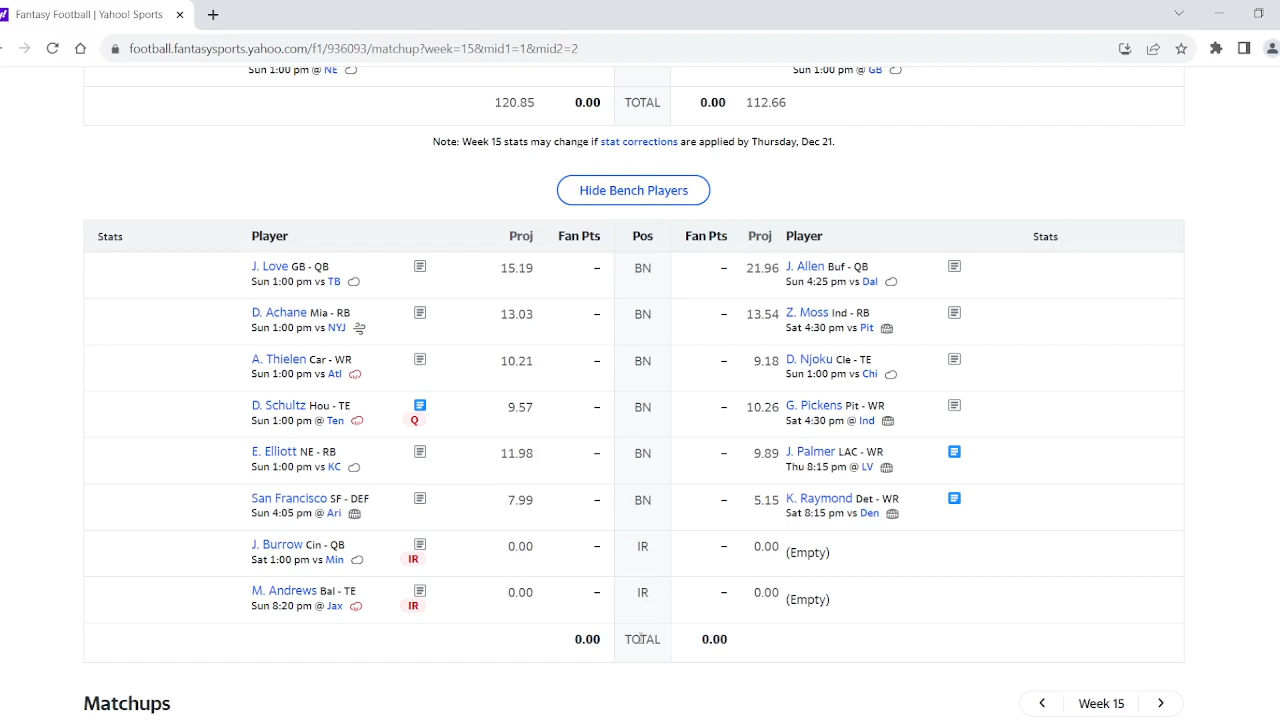 Fantasy Football | Yahoo! Sports
football.fantasysports.yahoo.com/f1/936093/matchup?week=15&mid1=1&mid2=2
Sun 1:00 pm @ NE Sun 1:00 pm @ GB
120.85 0.00 TOTAL 0.00 112.66
Note: Week 15 stats may change if stat corrections are applied by Thursday, Dec 21.
Hide Bench Players
Stats Player Proj Fan Pts Pos Fan Pts Proj Player Stats
J. Love GB - QB 15.19 – BN – 21.96 J. Allen Buf - QB
Sun 1:00 pm vs TB Sun 4:25 pm vs Dal
D. Achane Mia - RB 13.03 – BN – 13.54 Z. Moss Ind - RB
Sun 1:00 pm vs NYJ Sat 4:30 pm vs Pit
A. Thielen Car - WR 10.21 – BN – 9.18 D. Njoku Cle - TE
Sun 1:00 pm vs Atl Sun 1:00 pm vs Chi
D. Schultz Hou - TE 9.57 – BN – 10.26 G. Pickens Pit - WR
Sun 1:00 pm @ Ten Q Sat 4:30 pm @ Ind
E. Elliott NE - RB 11.98 – BN – 9.89 J. Palmer LAC - WR
Sun 1:00 pm vs KC Thu 8:15 pm @ LV
San Francisco SF - DEF 7.99 – BN – 5.15 K. Raymond Det - WR
Sun 4:05 pm @ Ari Sat 8:15 pm vs Den
J. Burrow Cin - QB 0.00 – IR – 0.00 (Empty)
Sat 1:00 pm vs Min IR
M. Andrews Bal - TE 0.00 – IR – 0.00 (Empty)
Sun 8:20 pm @ Jax IR
0.00 TOTAL 0.00
Matchups Week 15